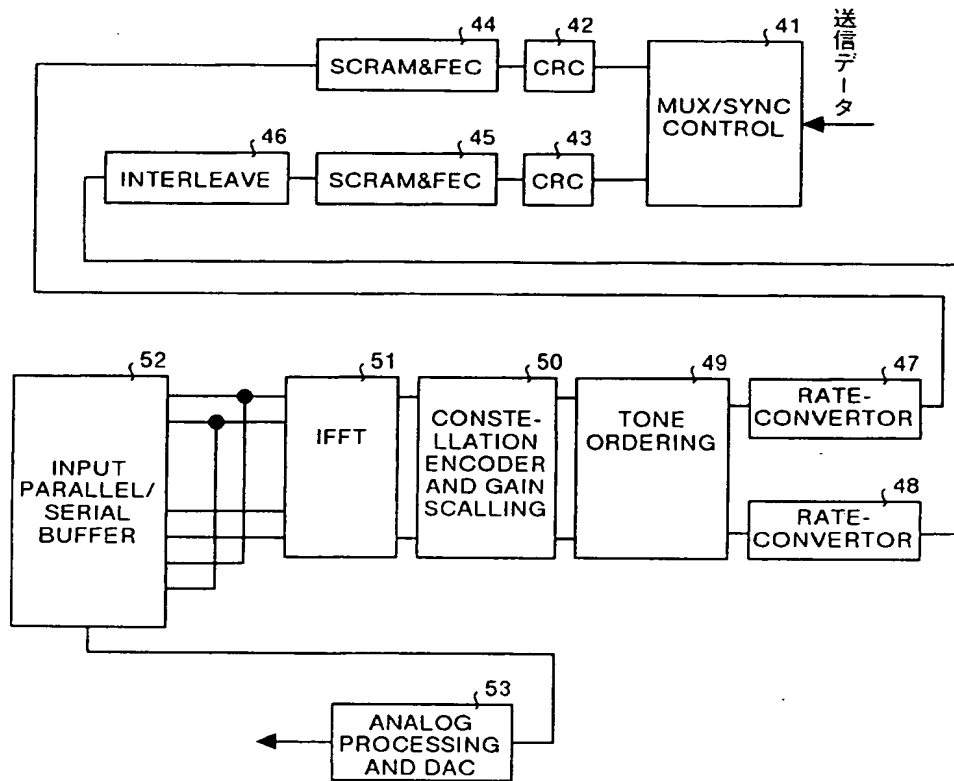 44
SCRAM&FEC
42
CRC
41
MUX/SYNC
CONTROL
送信データ
46
INTERLEAVE
45
SCRAM&FEC
43
CRC
52
INPUT
PARALLEL/
SERIAL
BUFFER
51
IFFT
50
CONSTE-
LLATION
ENCODER
AND GAIN
SCALLING
49
TONE
ORDERING
47
RATE-
CONVERTOR
48
RATE-
CONVERTOR
53
ANALOG
PROCESSING
AND DAC